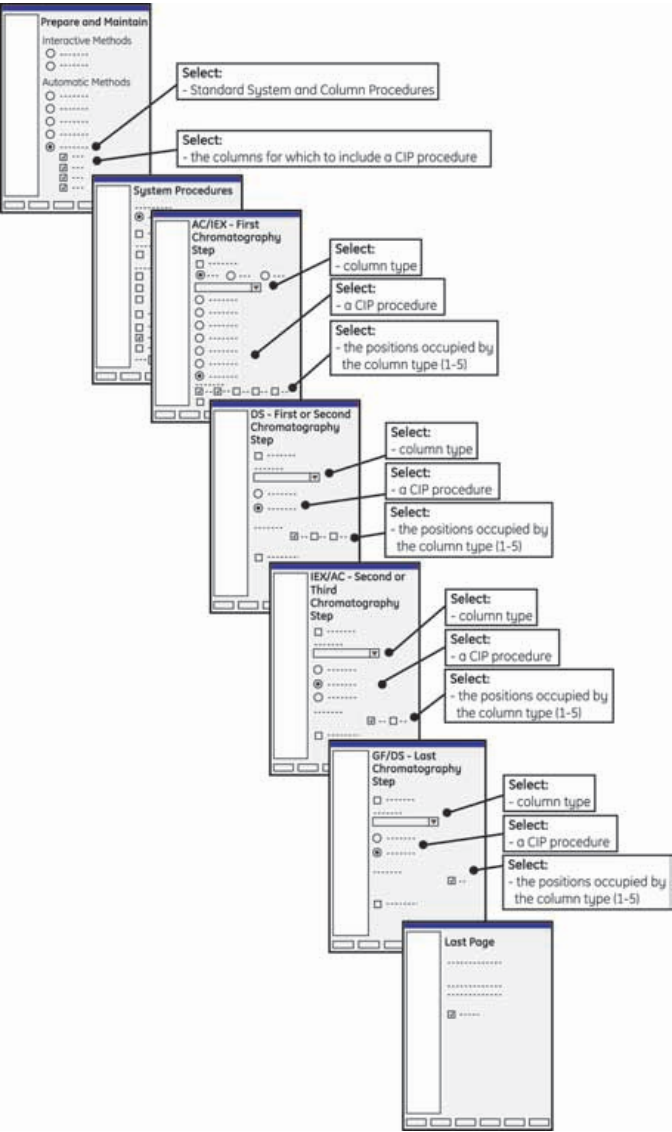 Prepare and Maintain
Interactive Methods
Automatic Methods
Select:
- Standard System and Column Procedures
Select:
- the columns for which to include a CIP procedure
System Procedures
AC/IEX - First
Chromatography
Step
Select:
- column type
Select:
- a CIP procedure
Select:
- the positions occupied by
the column type (1-5)
DS - First or Second
Chromatography
Step
Select:
- column type
Select:
- a CIP procedure
Select:
- the positions occupied by
the column type (1-5)
IEX/AC - Second or
Third
Chromatography
Step
Select:
- column type
Select:
- a CIP procedure
Select:
- the positions occupied by
the column type (1-5)
GF/DS - Last
Chromatography
Step
Select:
- column type
Select:
- a CIP procedure
Select:
- the positions occupied by
the column type (1-5)
Last Page